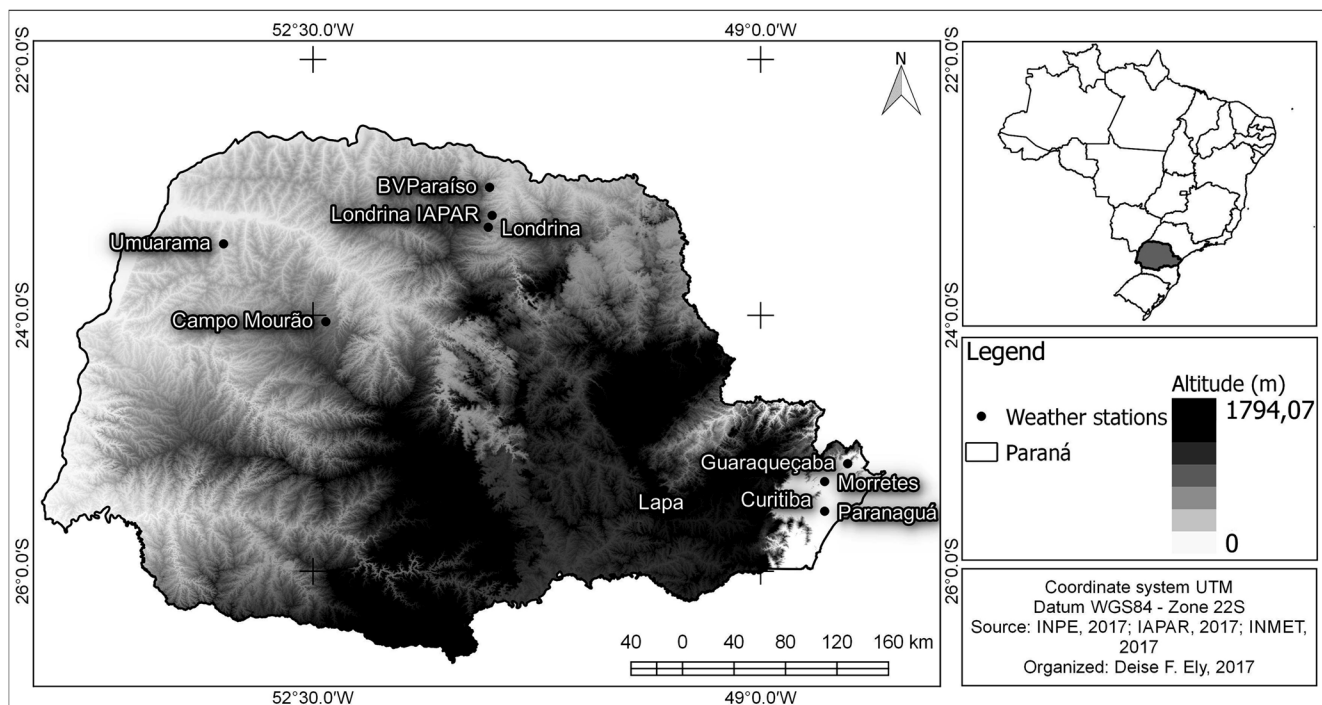 52°30.0'W
49°0.0'W
22°0.0'S
22°0.0'S
N
BVParaíso
Londrina IAPAR
Londrina
Umuarama
Campo Mourão
24°0.0'S
24°0.0'S
Guaraqueçaba
Morretes
Lapa
Curitiba
Paranaguá
26°0.0'S
26°0.0'S
40 0 40 80 120 160 km
52°30.0'W
49°0.0'W
Legend
Weather stations
Paraná
Altitude (m)
1794,07
0
Coordinate system UTM
Datum WGS84 - Zone 22S
Source: INPE, 2017; IAPAR, 2017; INMET,
2017
Organized: Deise F. Ely, 2017